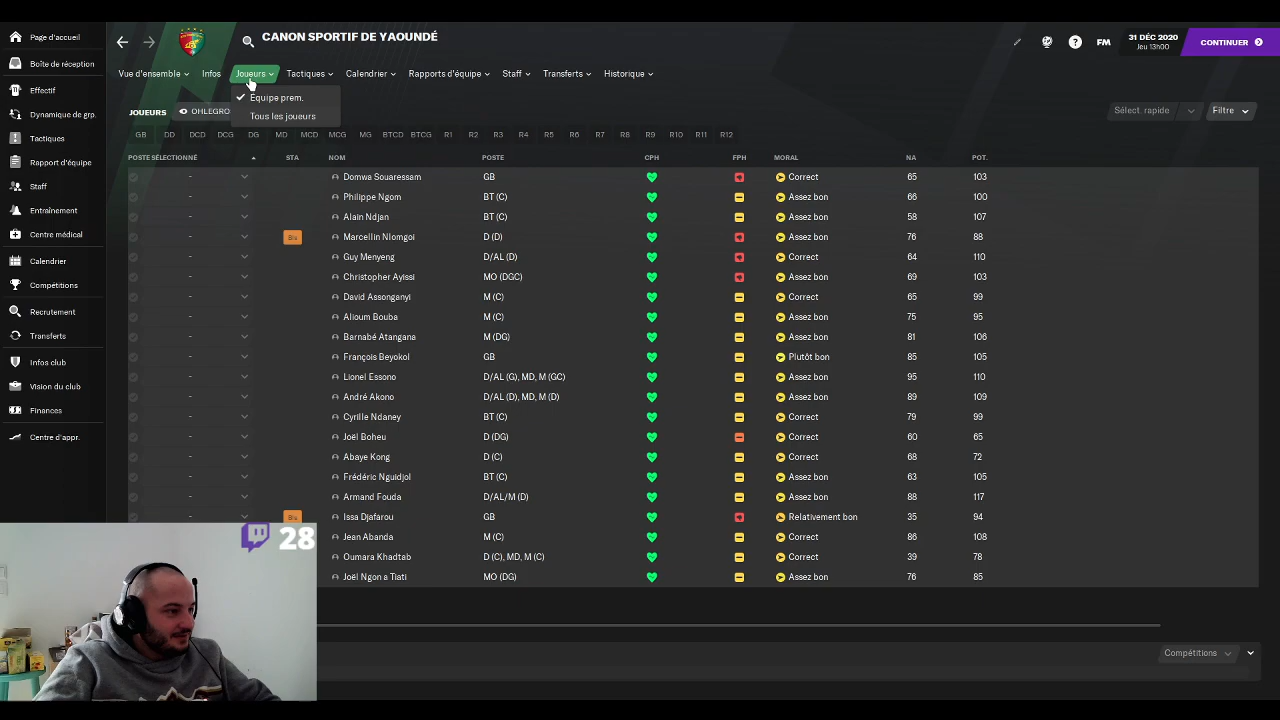 CANON SPORTIF DE YAOUNDÉ
31 DÉC 2020
Jeu 13h00
FM
CONTINUER
Page d'accueil
Boîte de réception
Effectif
Dynamique de grp.
Tactiques
Rapport d'équipe
Staff
Entraînement
Centre médical
Calendrier
Compétitions
Recrutement
Transferts
Infos club
Vision du club
Finances
Centre d'appr.
Vue d'ensemble Infos Joueurs Tactiques Calendrier Rapports d'équipe Staff Transferts Historique
Equipe prem.
Tous les joueurs
JOUEURS OHLEGRO
Sélect. rapide Filtre
GB DD DCD DCG DG MD MCD MCG MG BTCD BTCG R1 R2 R3 R4 R5 R6 R7 R8 R9 R10 R11 R12
POSTE SÉLECTIONNÉ STA NOM POSTE CPH FPH MORAL NA POT.
- Domwa Souaressam GB Correct 65 103
- Philippe Ngom BT (C) Assez bon 66 100
- Alain Ndjan BT (C) Assez bon 58 107
- Bls Marcellin Nlomgoi D (D) Assez bon 76 88
- Guy Menyeng D/AL (D) Correct 64 110
- Christopher Ayissi MO (DGC) Assez bon 69 103
- David Assonganyi M (C) Correct 65 99
- Alioum Bouba M (C) Assez bon 75 95
- Barnabé Atangana M (DG) Assez bon 81 106
- François Beyokol GB Plutôt bon 85 105
- Lionel Essono D/AL (G), MD, M (GC) Assez bon 95 110
- André Akono D/AL (D), MD, M (D) Assez bon 89 109
- Cyrille Ndaney BT (C) Correct 79 99
- Joël Boheu D (DG) Correct 60 65
- Abaye Kong D (C) Correct 68 72
- Frédéric Nguidjol BT (C) Assez bon 63 105
- Armand Fouda D/AL/M (D) Assez bon 88 117
- Bls Issa Djafarou GB Relativement bon 35 94
Jean Abanda M (C) Correct 86 108
Oumara Khadtab D (C), MD, M (C) Correct 39 78
Joël Ngon a Tiati MO (DG) Assez bon 76 85
28
Compétitions